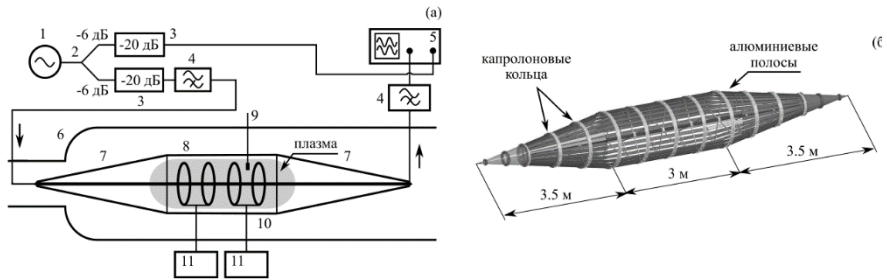 (а)
1
-6 дБ
3
2
-20 дБ
5
4
-20 дБ
-6 дБ
3
4
6
9
7
8
плазма
7
10
11
11
(б
капролоновые
кольца
алюминиевые
полосы
3.5 м
3 м
3.5 м